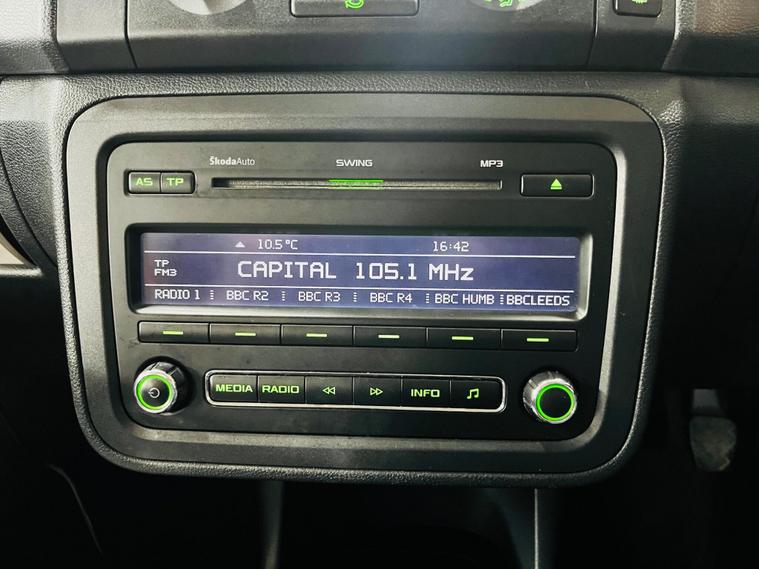 ŠkodaAuto SWING MP3
AS TP
10.5°C 16:42
TP
FM3
CAPITAL 105.1 MHz
RADIO 1 BBC R2 BBC R3 BBC R4 BBC HUMB BBCLEEDS
MEDIA RADIO INFO